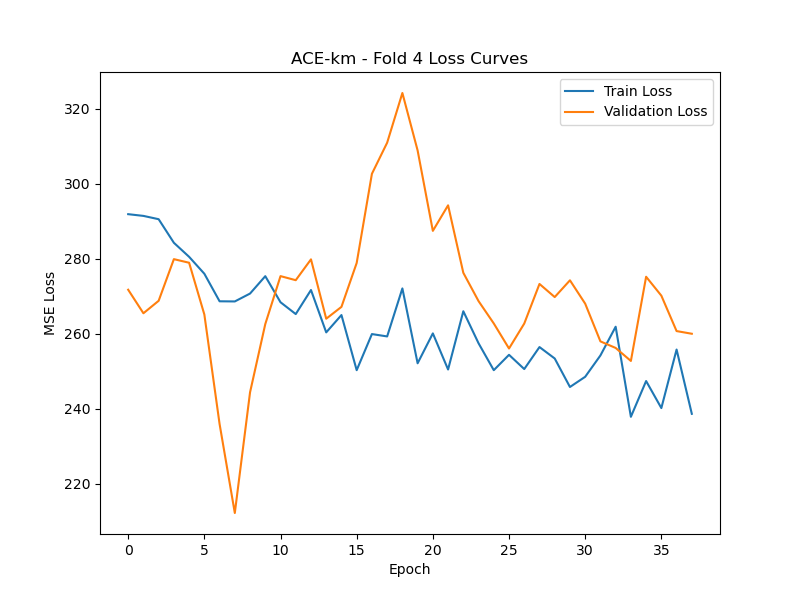 ACE-km - Fold 4 Loss Curves
Train Loss
Validation Loss
MSE Loss
320
300
280
260
240
220
0 5 10 15 20 25 30 35
Epoch